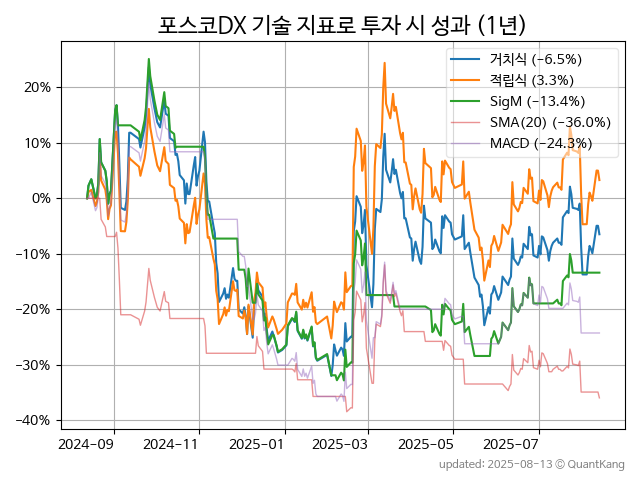 포스코DX 기술 지표로 투자 시 성과 (1년)
거치식 (−6.5%)
적립식 (3.3%)
SigM (−13.4%)
SMA(20) (−36.0%)
MACD (−24.3%)
20%
10%
0%
−10%
−20%
−30%
−40%
2024-09 2024-11 2025-01 2025-03 2025-05 2025-07
updated: 2025-08-13 © QuantKang